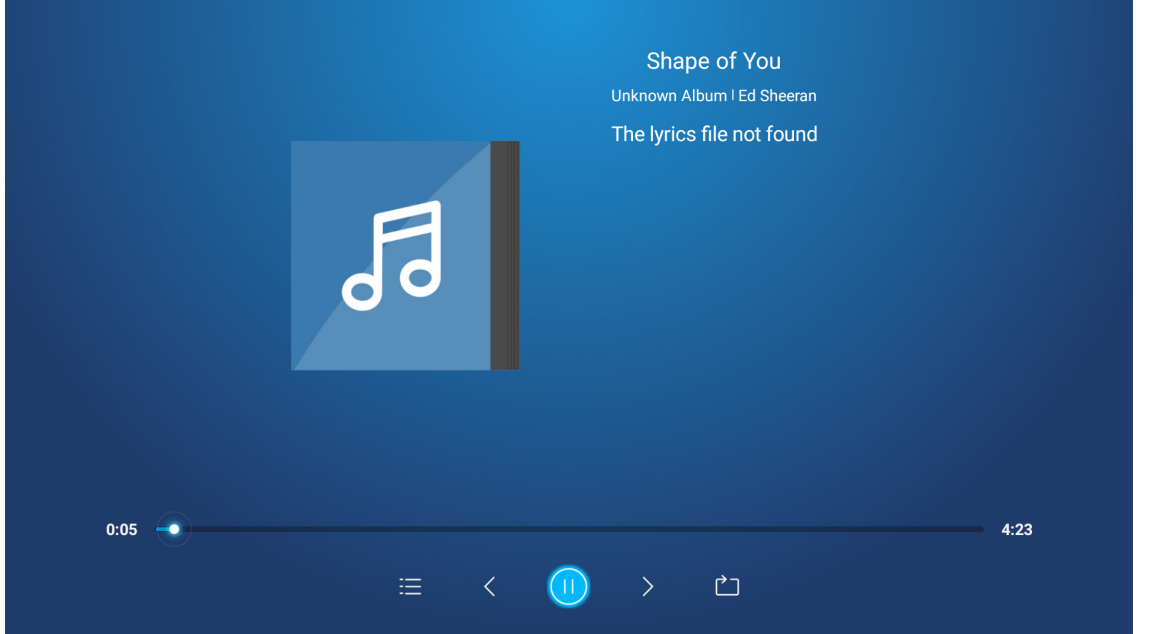 Shape of You
Unknown Album | Ed Sheeran
The lyrics file not found
0:05
4:23